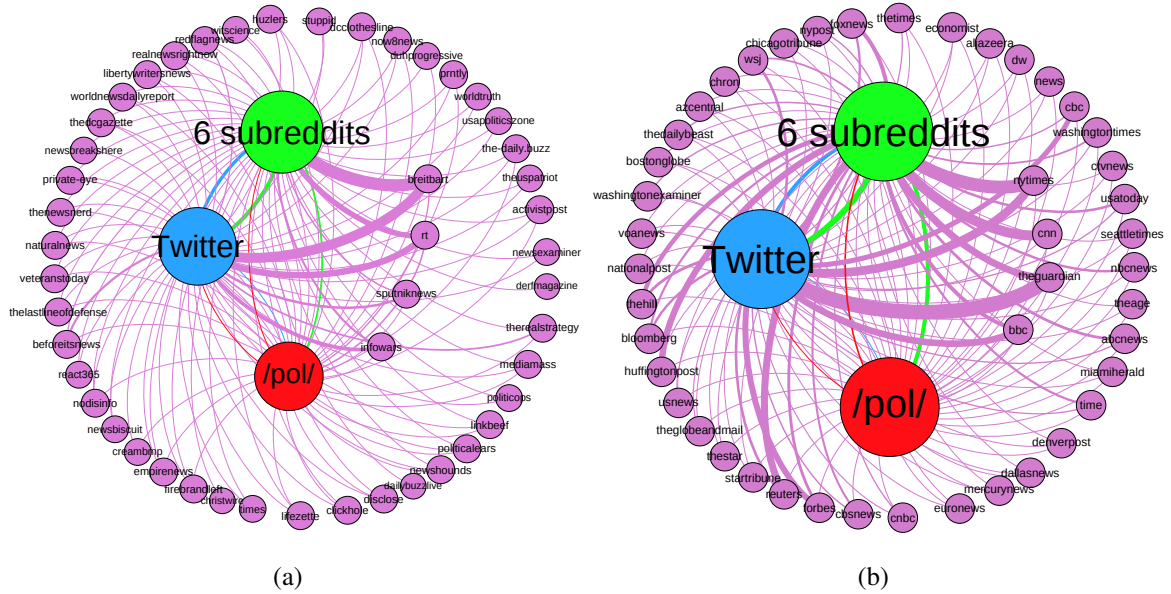 huzlers
stuppid
witscience
dcclothesline
redflagnews
now8news
realnewsrightnow
dunprogressive
libertywritersnews
prntly
worldnewsdailyreport
worldtruth
thedcgazette
6 subreddits
usapoliticszone
newsbreakshere
the-daily.buzz
private-eye
breitbart
theuspatriot
thenewsnerd
activistpost
naturalnews
Twitter
rt
newsexaminer
veteranstoday
sputniknews
derfmagazine
thelastlineofdefense
beforeitsnews
infowars
therealstrategy
react365
/pol/
mediamass
nodisinfo
politicops
newsbiscuit
linkbeef
creambmp
politicalears
empirenews
newshounds
firebrandleft
dailybuzzlive
christwire
disclose
times
lifezette
clickhole
(a)
foxnews
thetimes
nypost
economist
chicagotribune
aljazeera
wsj
dw
chron
news
azcentral
cbc
thedailybeast
6 subreddits
washingtontimes
bostonglobe
ctvnews
washingtonexaminer
nytimes
usatoday
voanews
cnn
seattletimes
nationalpost
Twitter
theguardian
nbcnews
thehill
theage
bloomberg
bbc
abcnews
huffingtonpost
miamiherald
usnews
/pol/
time
theglobeandmail
denverpost
thestar
dallasnews
startribune
mercurynews
reuters
euronews
forbes
cbsnews
cnbc
(b)